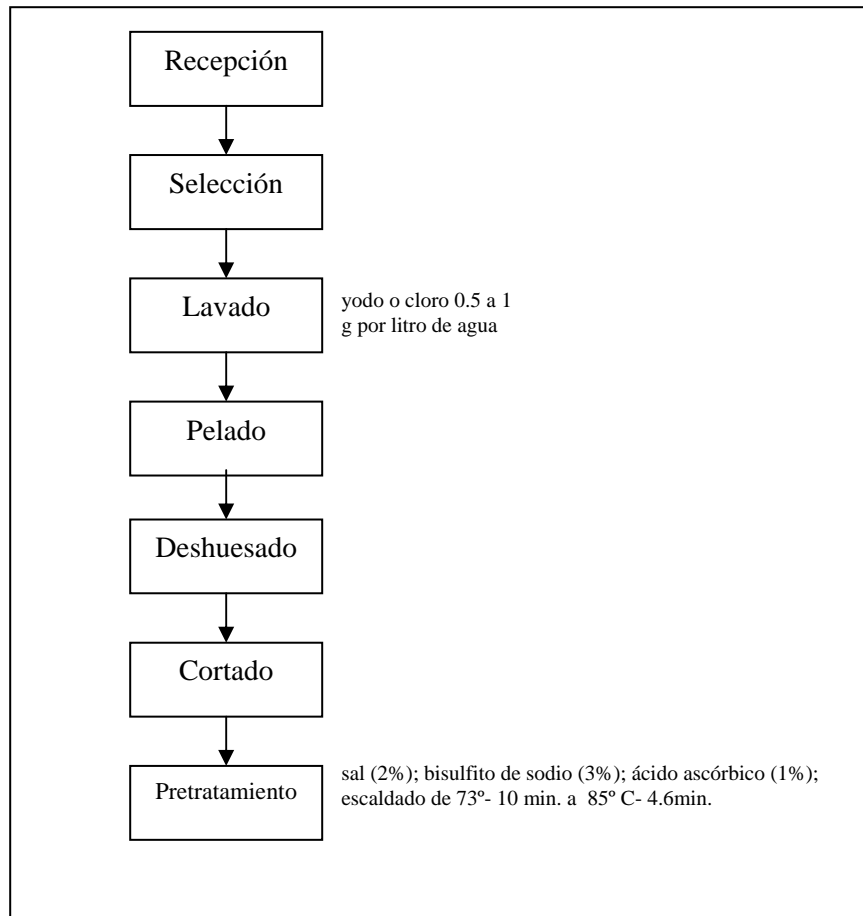 Recepción
Selección
Lavado
yodo o cloro 0.5 a 1
g por litro de agua
Pelado
Deshuesado
Cortado
Pretratamiento
sal (2%); bisulfito de sodio (3%); ácido ascórbico (1%);
escaldado de 73º- 10 min. a 85º C- 4.6min.